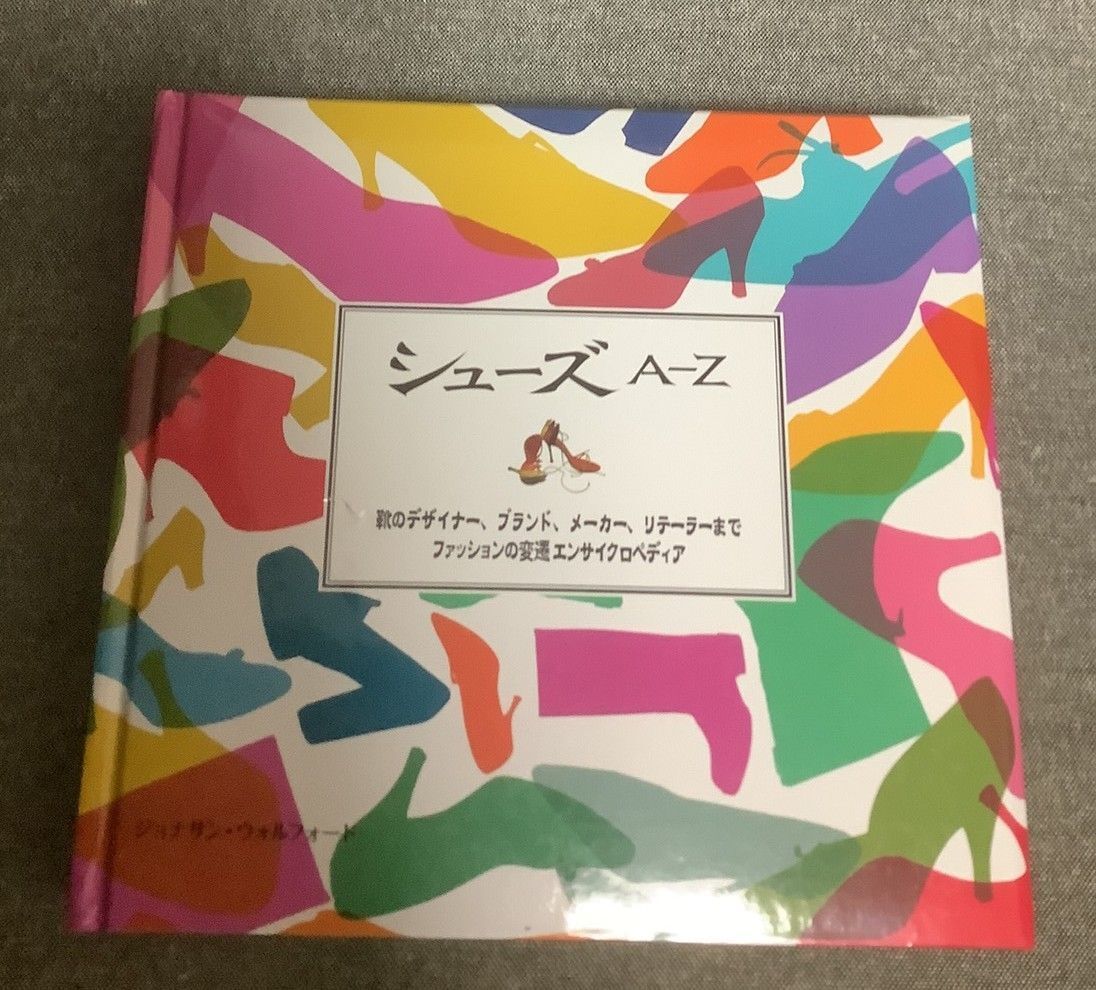 シューズ A-Z
靴のデザイナー、ブランド、メーカー、リテーラーまで
ファッションの変遷 エンサイクロペディア
ジョナサン・ウォルフォード